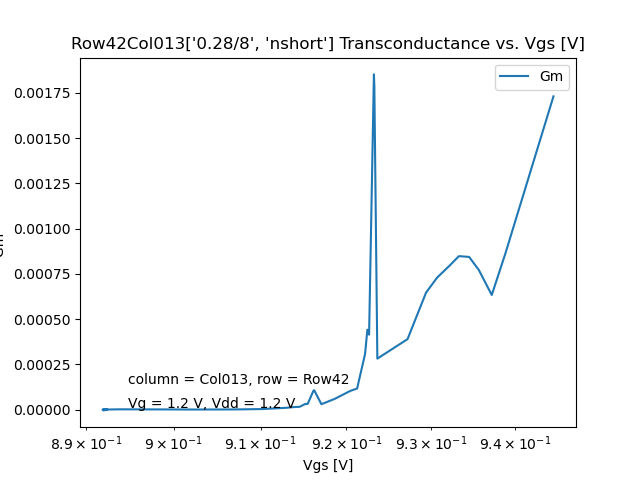 Row42Col013['0.28/8', 'nshort'] Transconductance vs. Vgs [V]
Gm
0.00175
0.00150
0.00125
0.00100
0.00075
0.00050
0.00025
0.00000
column = Col013, row = Row42
Vg = 1.2 V, Vdd = 1.2 V
8.9 × 10⁻¹ 9 × 10⁻¹ 9.1 × 10⁻¹ 9.2 × 10⁻¹ 9.3 × 10⁻¹ 9.4 × 10⁻¹
Vgs [V]